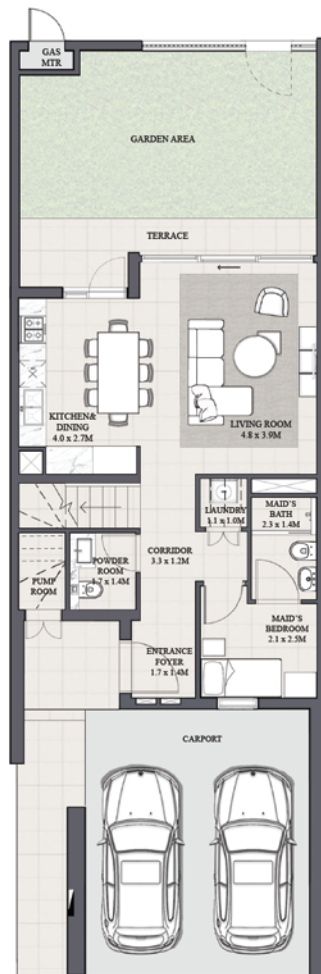 GAS
MTR
GARDEN AREA
TERRACE
KITCHEN&
DINING
4.0 x 2.7M
LIVING ROOM
4.8 x 3.9M
LAUNDRY
1.1 x 1.0M
MAID'S
BATH
2.3 x 1.4M
CORRIDOR
3.3 x 1.2M
POWDER
ROOM
1.7 x 1.4M
PUMP
ROOM
MAID'S
BEDROOM
2.1 x 2.5M
ENTRANCE
FOYER
1.7 x 1.4M
CARPORT